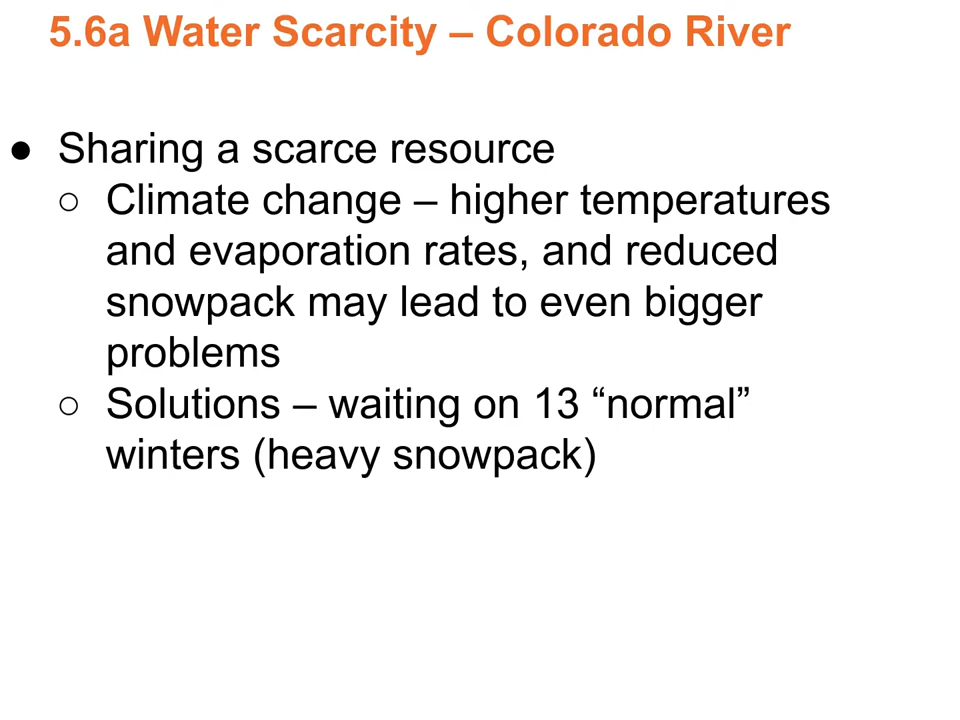 5.6a Water Scarcity – Colorado River
● Sharing a scarce resource
○ Climate change – higher temperatures
and evaporation rates, and reduced
snowpack may lead to even bigger
problems
○ Solutions – waiting on 13 “normal”
winters (heavy snowpack)